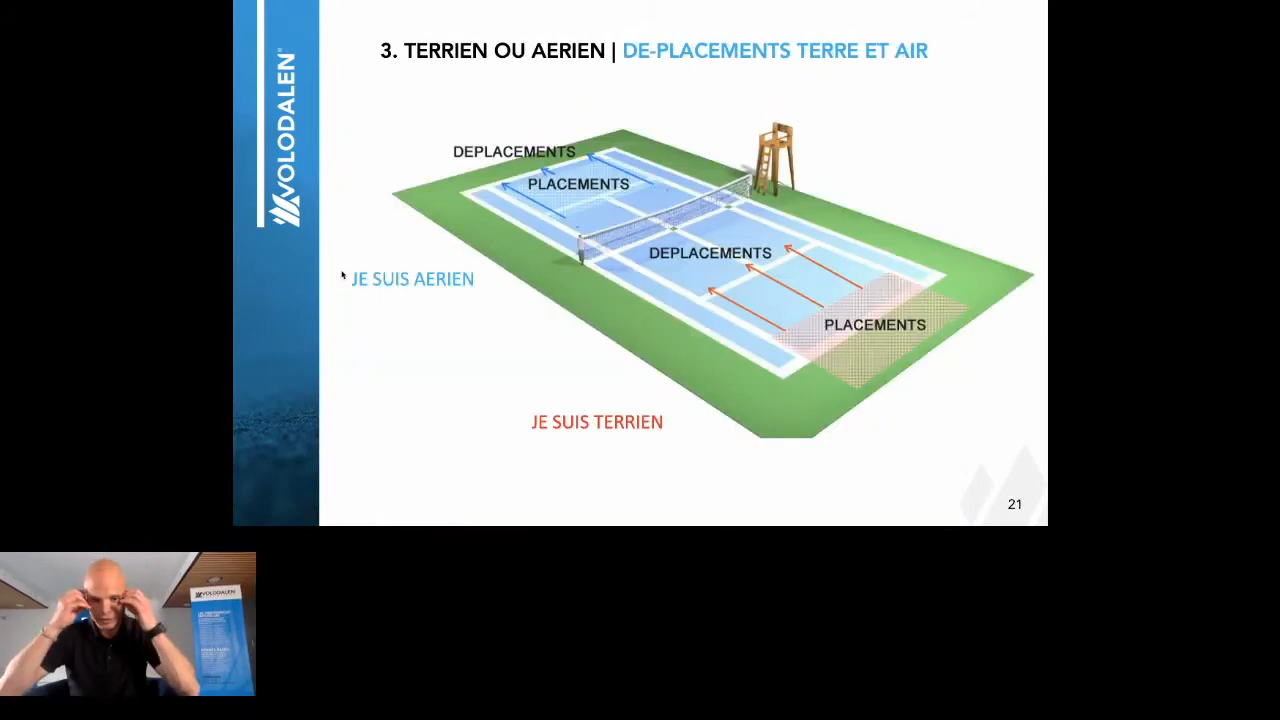 3. TERRIEN OU AERIEN | DE-PLACEMENTS TERRE ET AIR
VOLODALEN
DEPLACEMENTS
PLACEMENTS
DEPLACEMENTS
JE SUIS AERIEN
PLACEMENTS
JE SUIS TERRIEN
21
VOLODALEN